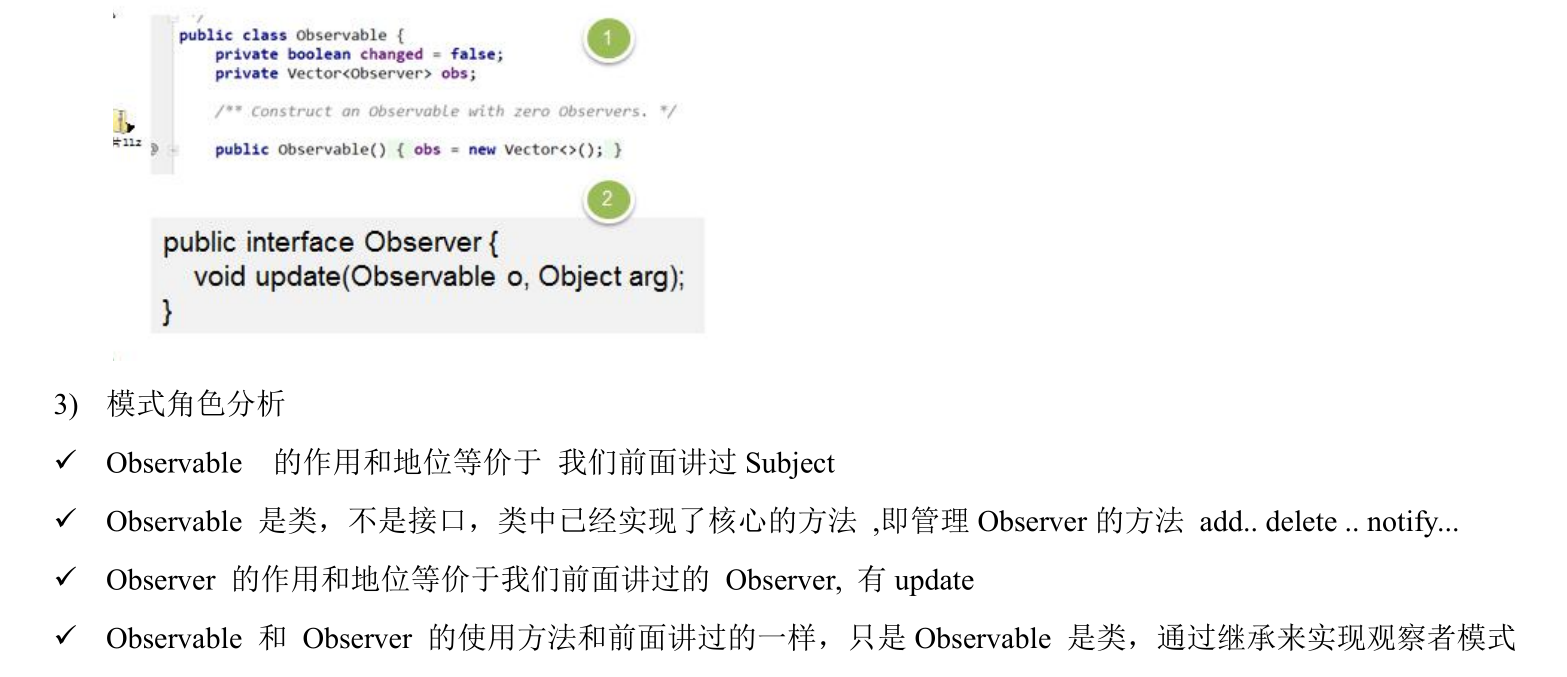 */
public class Observable {
1
private boolean changed = false;
private Vector<Observer> obs;
/** Construct an Observable with zero Observers. */
public Observable() { obs = new Vector<>(); }
2
public interface Observer {
void update(Observable o, Object arg);
}
3) 模式角色分析
✓ Observable 的作用和地位等价于 我们前面讲过 Subject
✓ Observable 是类，不是接口，类中已经实现了核心的方法 ,即管理 Observer 的方法 add.. delete .. notify...
✓ Observer 的作用和地位等价于我们前面讲过的 Observer, 有 update
✓ Observable 和 Observer 的使用方法和前面讲过的一样，只是 Observable 是类，通过继承来实现观察者模式